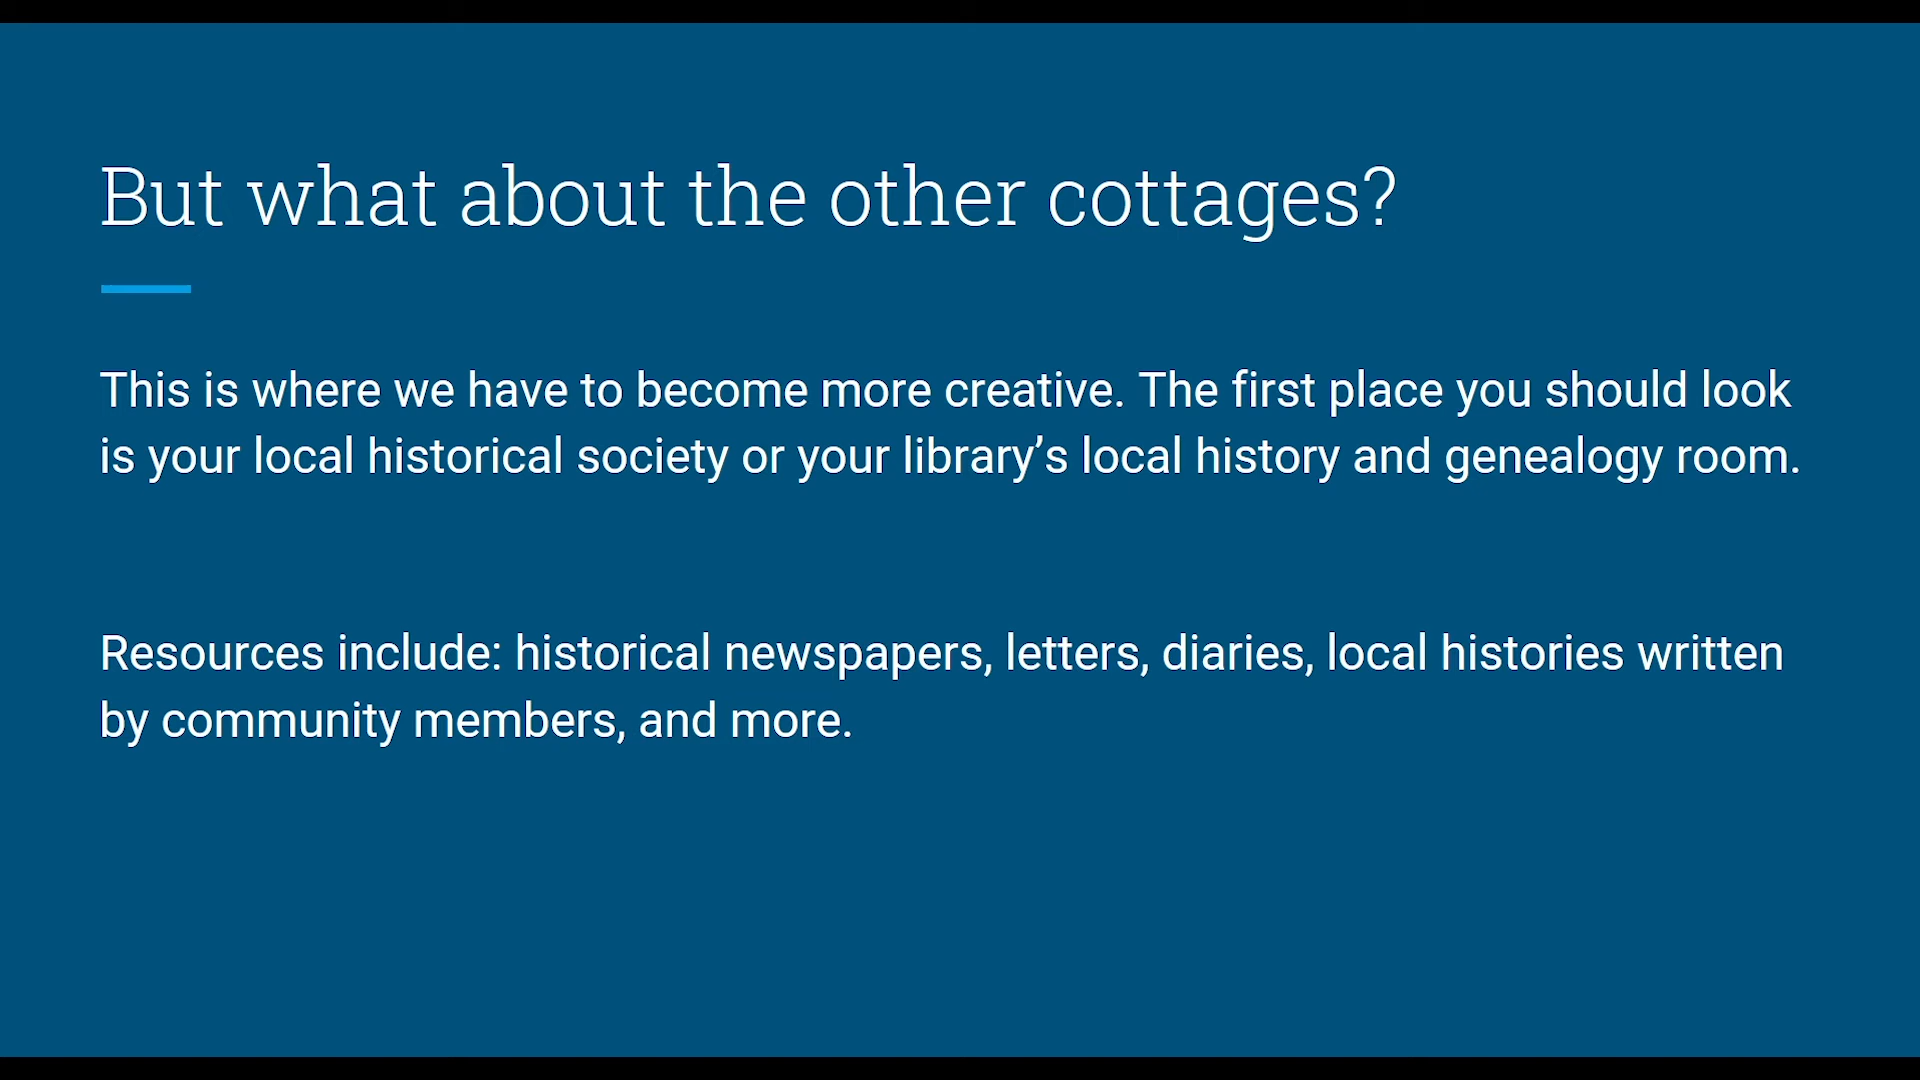 But what about the other cottages?
This is where we have to become more creative. The first place you should look
is your local historical society or your library’s local history and genealogy room.
Resources include: historical newspapers, letters, diaries, local histories written
by community members, and more.